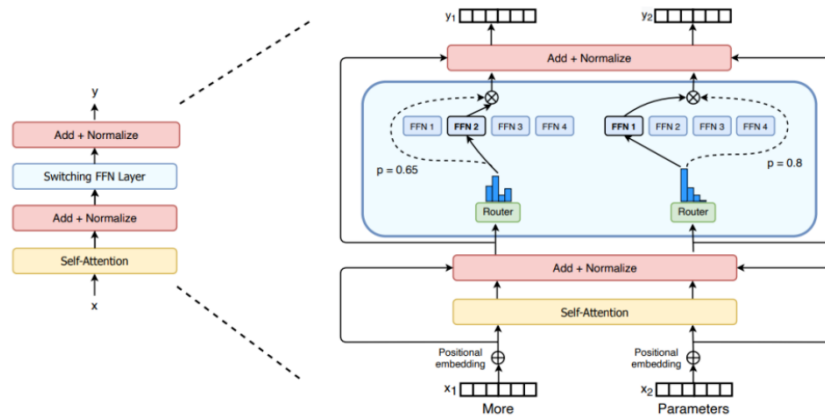 y
Add + Normalize
Switching FFN Layer
Add + Normalize
Self-Attention
x
y1 y2
Add + Normalize
FFN 1 FFN 2 FFN 3 FFN 4 FFN 1 FFN 2 FFN 3 FFN 4
p = 0.65 p = 0.8
Router Router
Add + Normalize
Self-Attention
Positional embedding Positional embedding
x1 x2
More Parameters